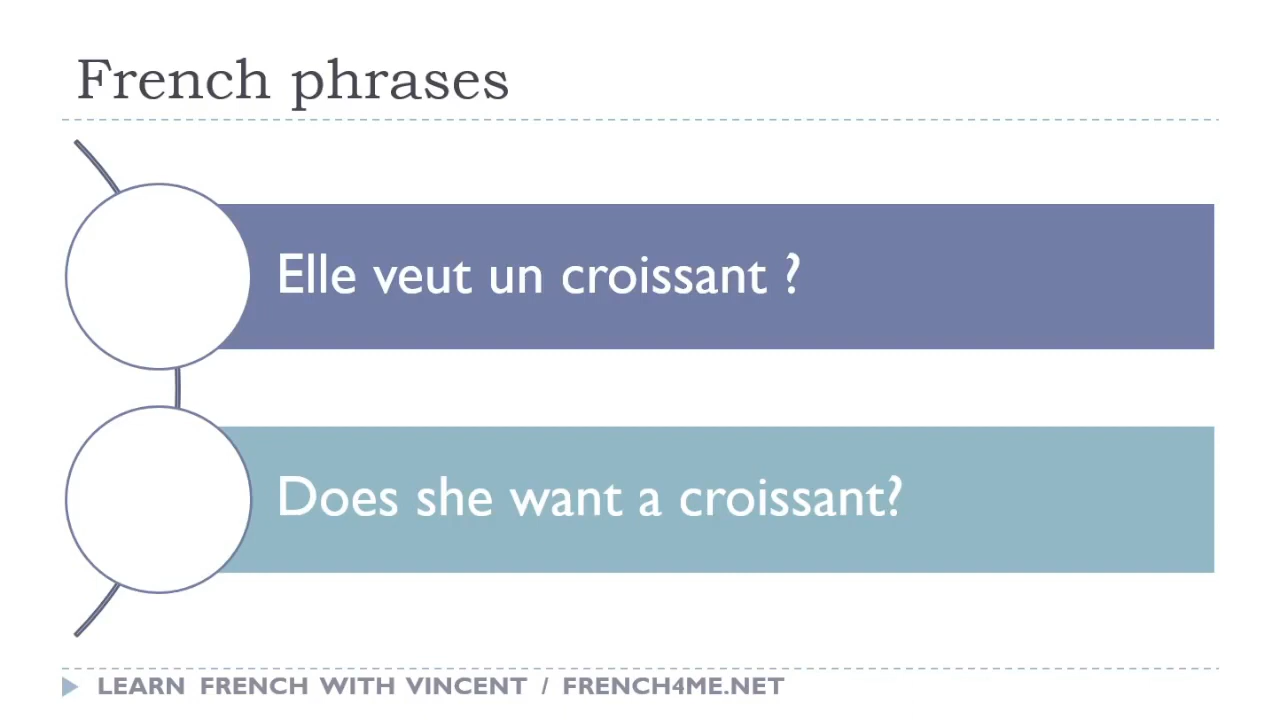 French phrases
Elle veut un croissant ?
Does she want a croissant?
LEARN FRENCH WITH VINCENT / FRENCH4ME.NET